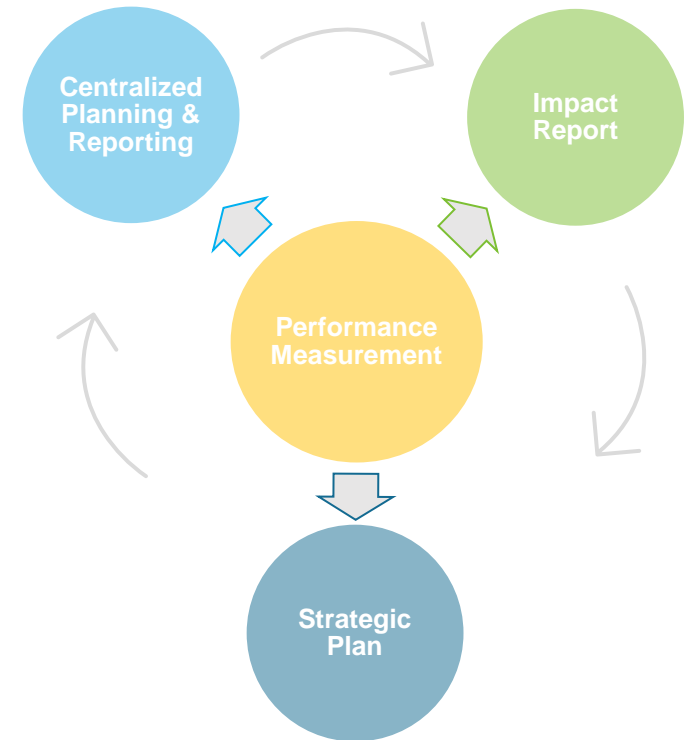 Centralized
Planning &
Reporting
Impact
Report
Performance
Measurement
Strategic
Plan